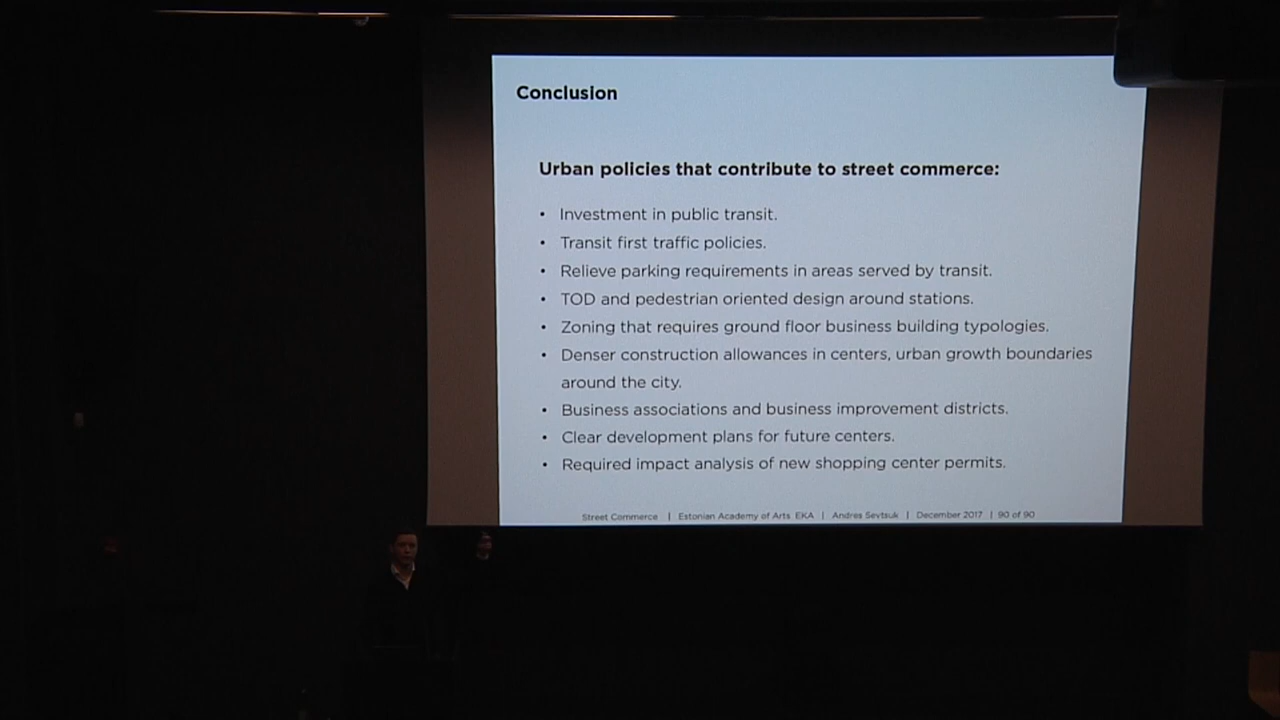 Conclusion
Urban policies that contribute to street commerce:
• Investment in public transit.
• Transit first traffic policies.
• Relieve parking requirements in areas served by transit.
• TOD and pedestrian oriented design around stations.
• Zoning that requires ground floor business building typologies.
• Denser construction allowances in centers, urban growth boundaries
around the city.
• Business associations and business improvement districts.
• Clear development plans for future centers.
• Required impact analysis of new shopping center permits.
Street Commerce | Estonian Academy of Arts EKA | Andres Sevtsuk | December 2017 | 90 of 90